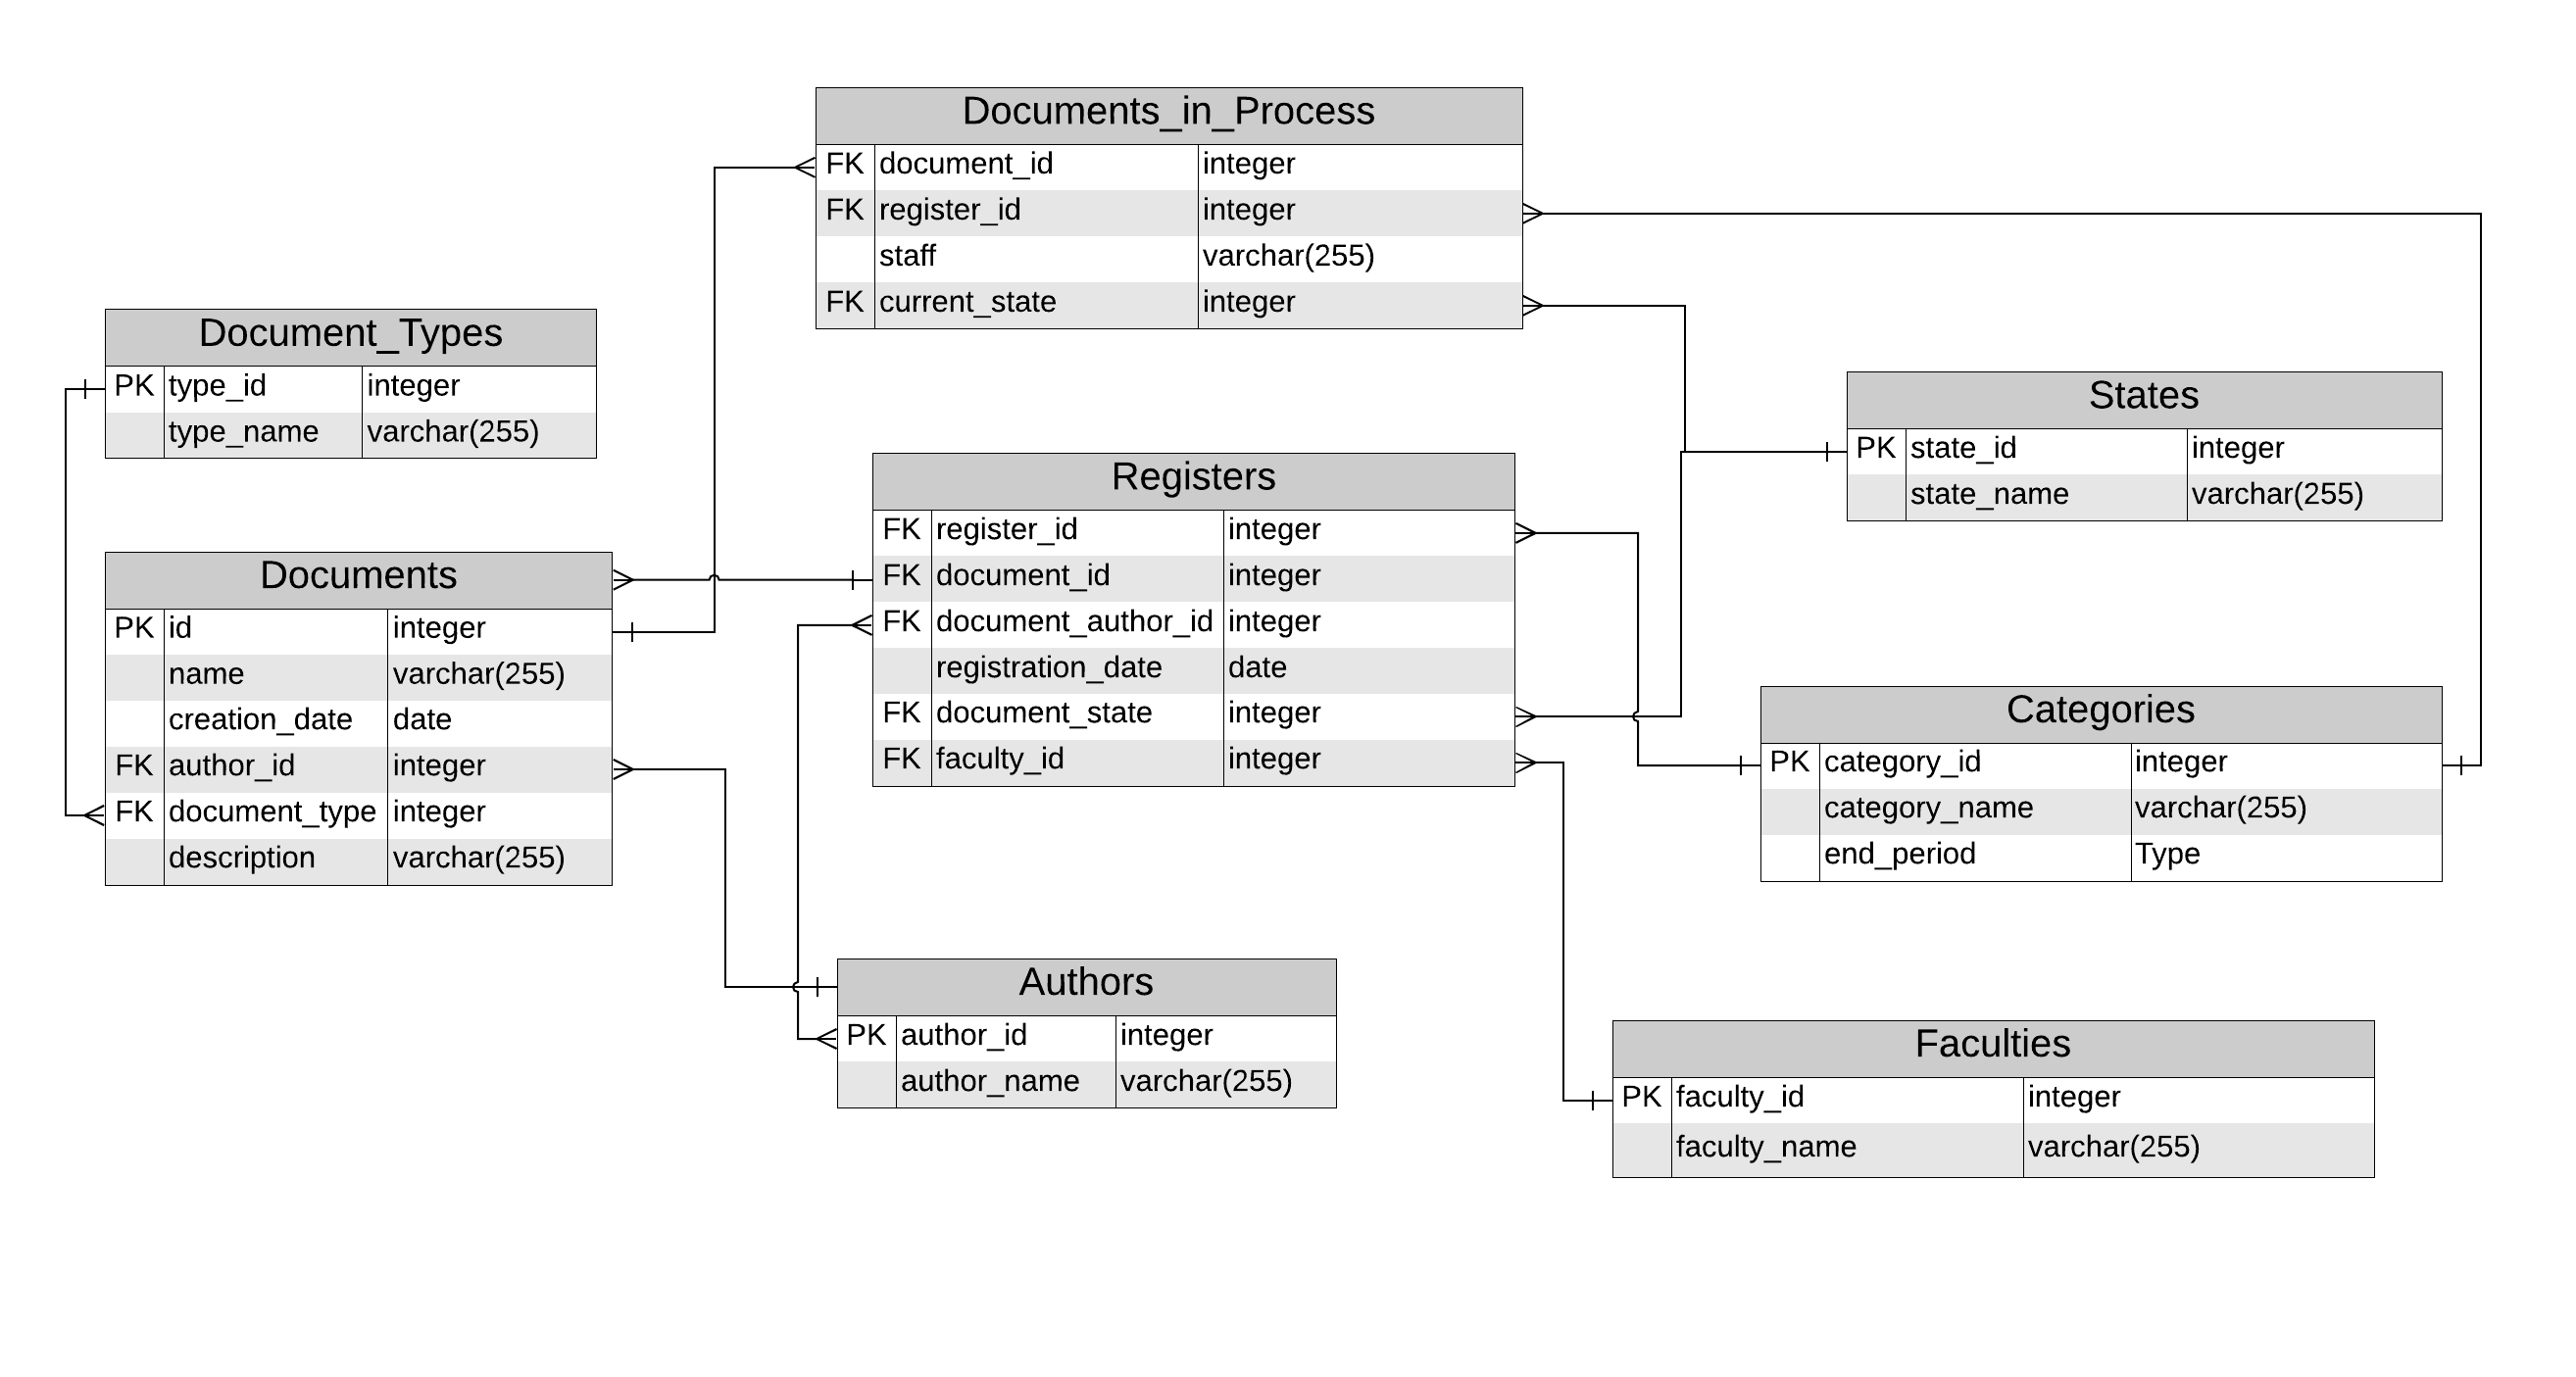 Documents_in_Process
FK document_id integer
FK register_id integer
staff varchar(255)
FK current_state integer
Document_Types
PK type_id integer
type_name varchar(255)
States
PK state_id integer
state_name varchar(255)
Registers
FK register_id integer
FK document_id integer
FK document_author_id integer
registration_date date
FK document_state integer
FK faculty_id integer
Documents
PK id integer
name varchar(255)
creation_date date
FK author_id integer
FK document_type integer
description varchar(255)
Categories
PK category_id integer
category_name varchar(255)
end_period Type
Authors
PK author_id integer
author_name varchar(255)
Faculties
PK faculty_id integer
faculty_name varchar(255)